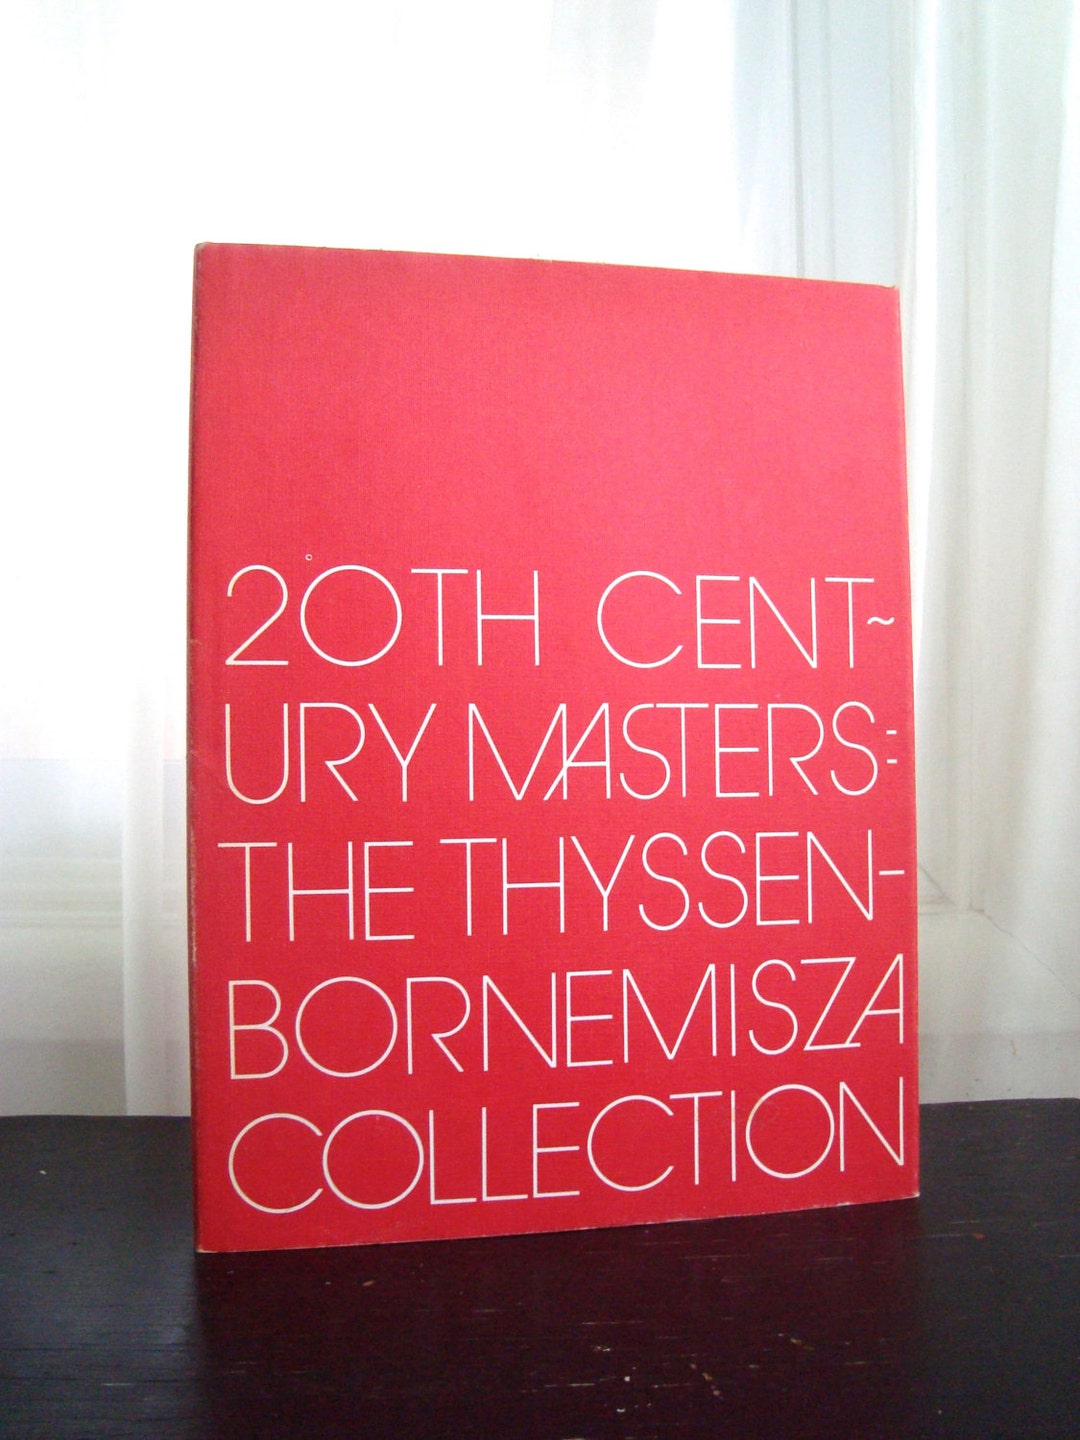 20TH CENT~
URY MASTERS:
THE THYSSEN-
BORNEMISZA
COLLECTION